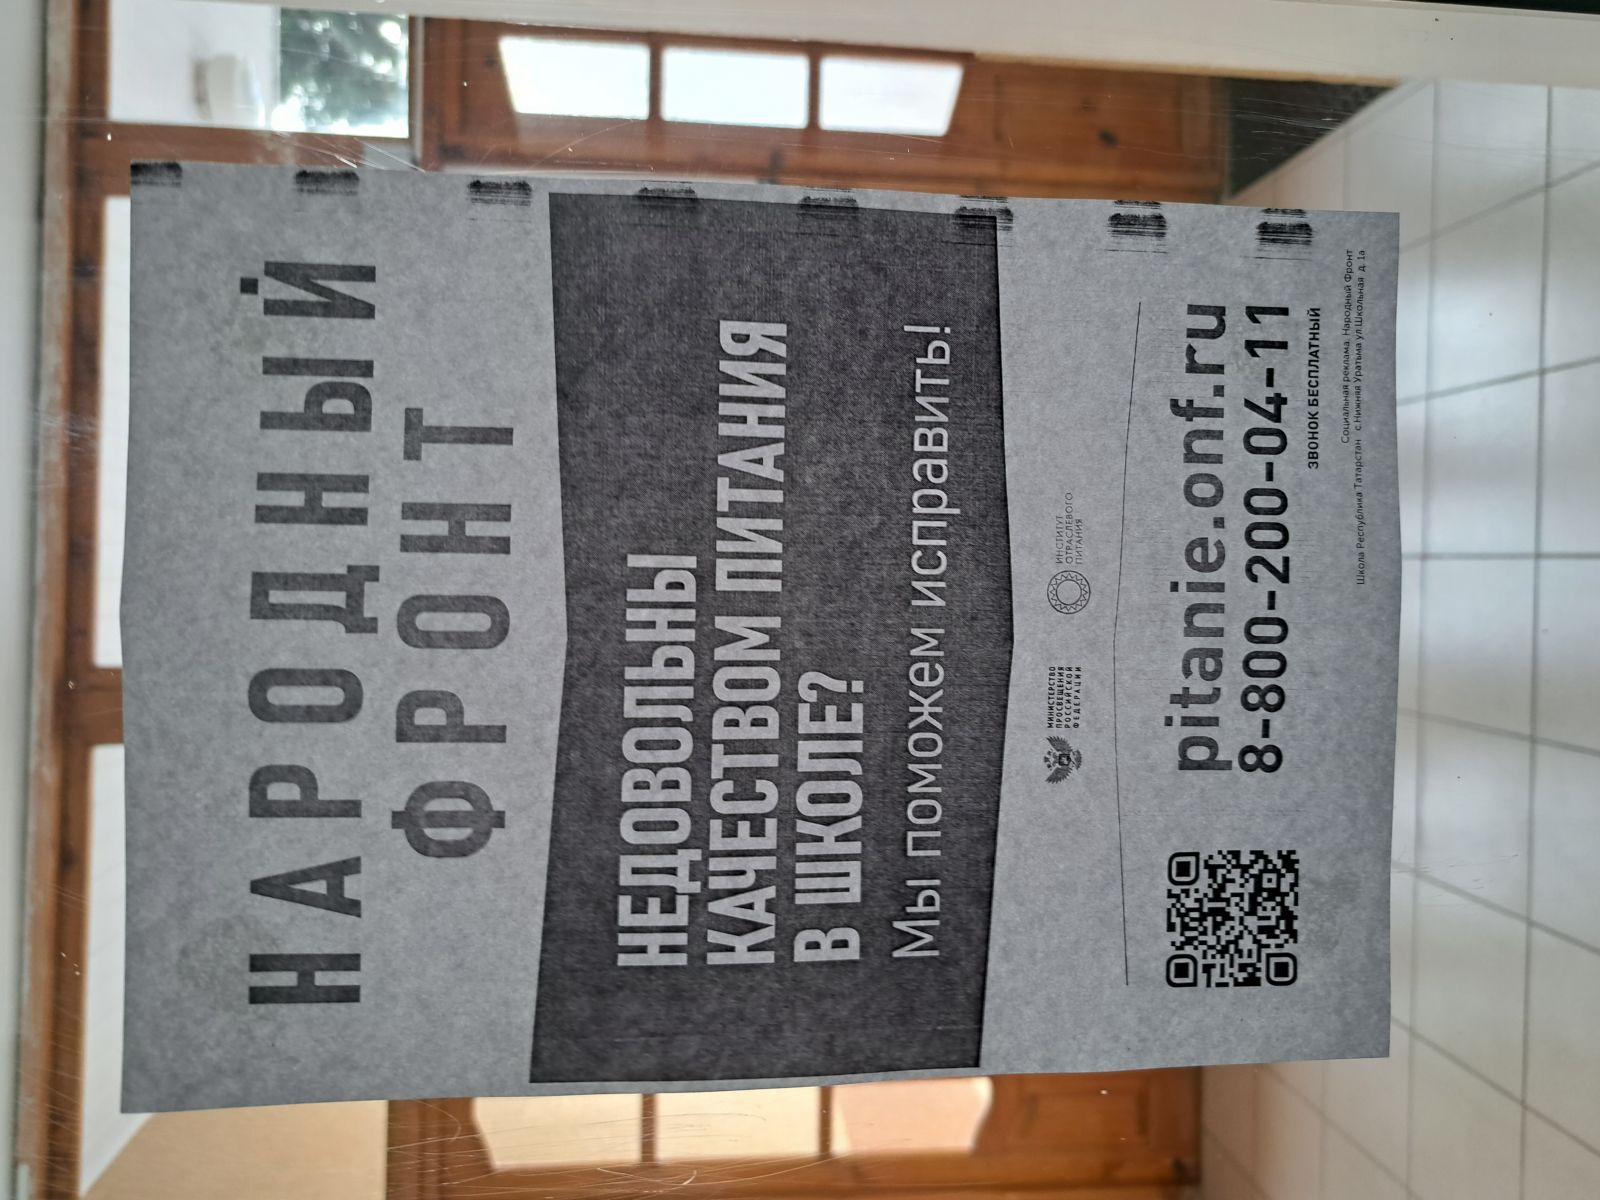 НАРОДНЫЙ
ФРОНТ
НЕДОВОЛЬНЫ
КАЧЕСТВОМ ПИТАНИЯ
В ШКОЛЕ?
Мы поможем исправить!
МИНИСТЕРСТВО
ПРОСВЕЩЕНИЯ
РОССИЙСКОЙ
ФЕДЕРАЦИИ
ИНСТИТУТ
ОТРАСЛЕВОГО
ПИТАНИЯ
pitanie.onf.ru
8-800-200-04-11
ЗВОНОК БЕСПЛАТНЫЙ
Социальная реклама. Народный Фронт
Школа Республика Татарстан с Нижняя Уратьма ул Школьная д. 1а